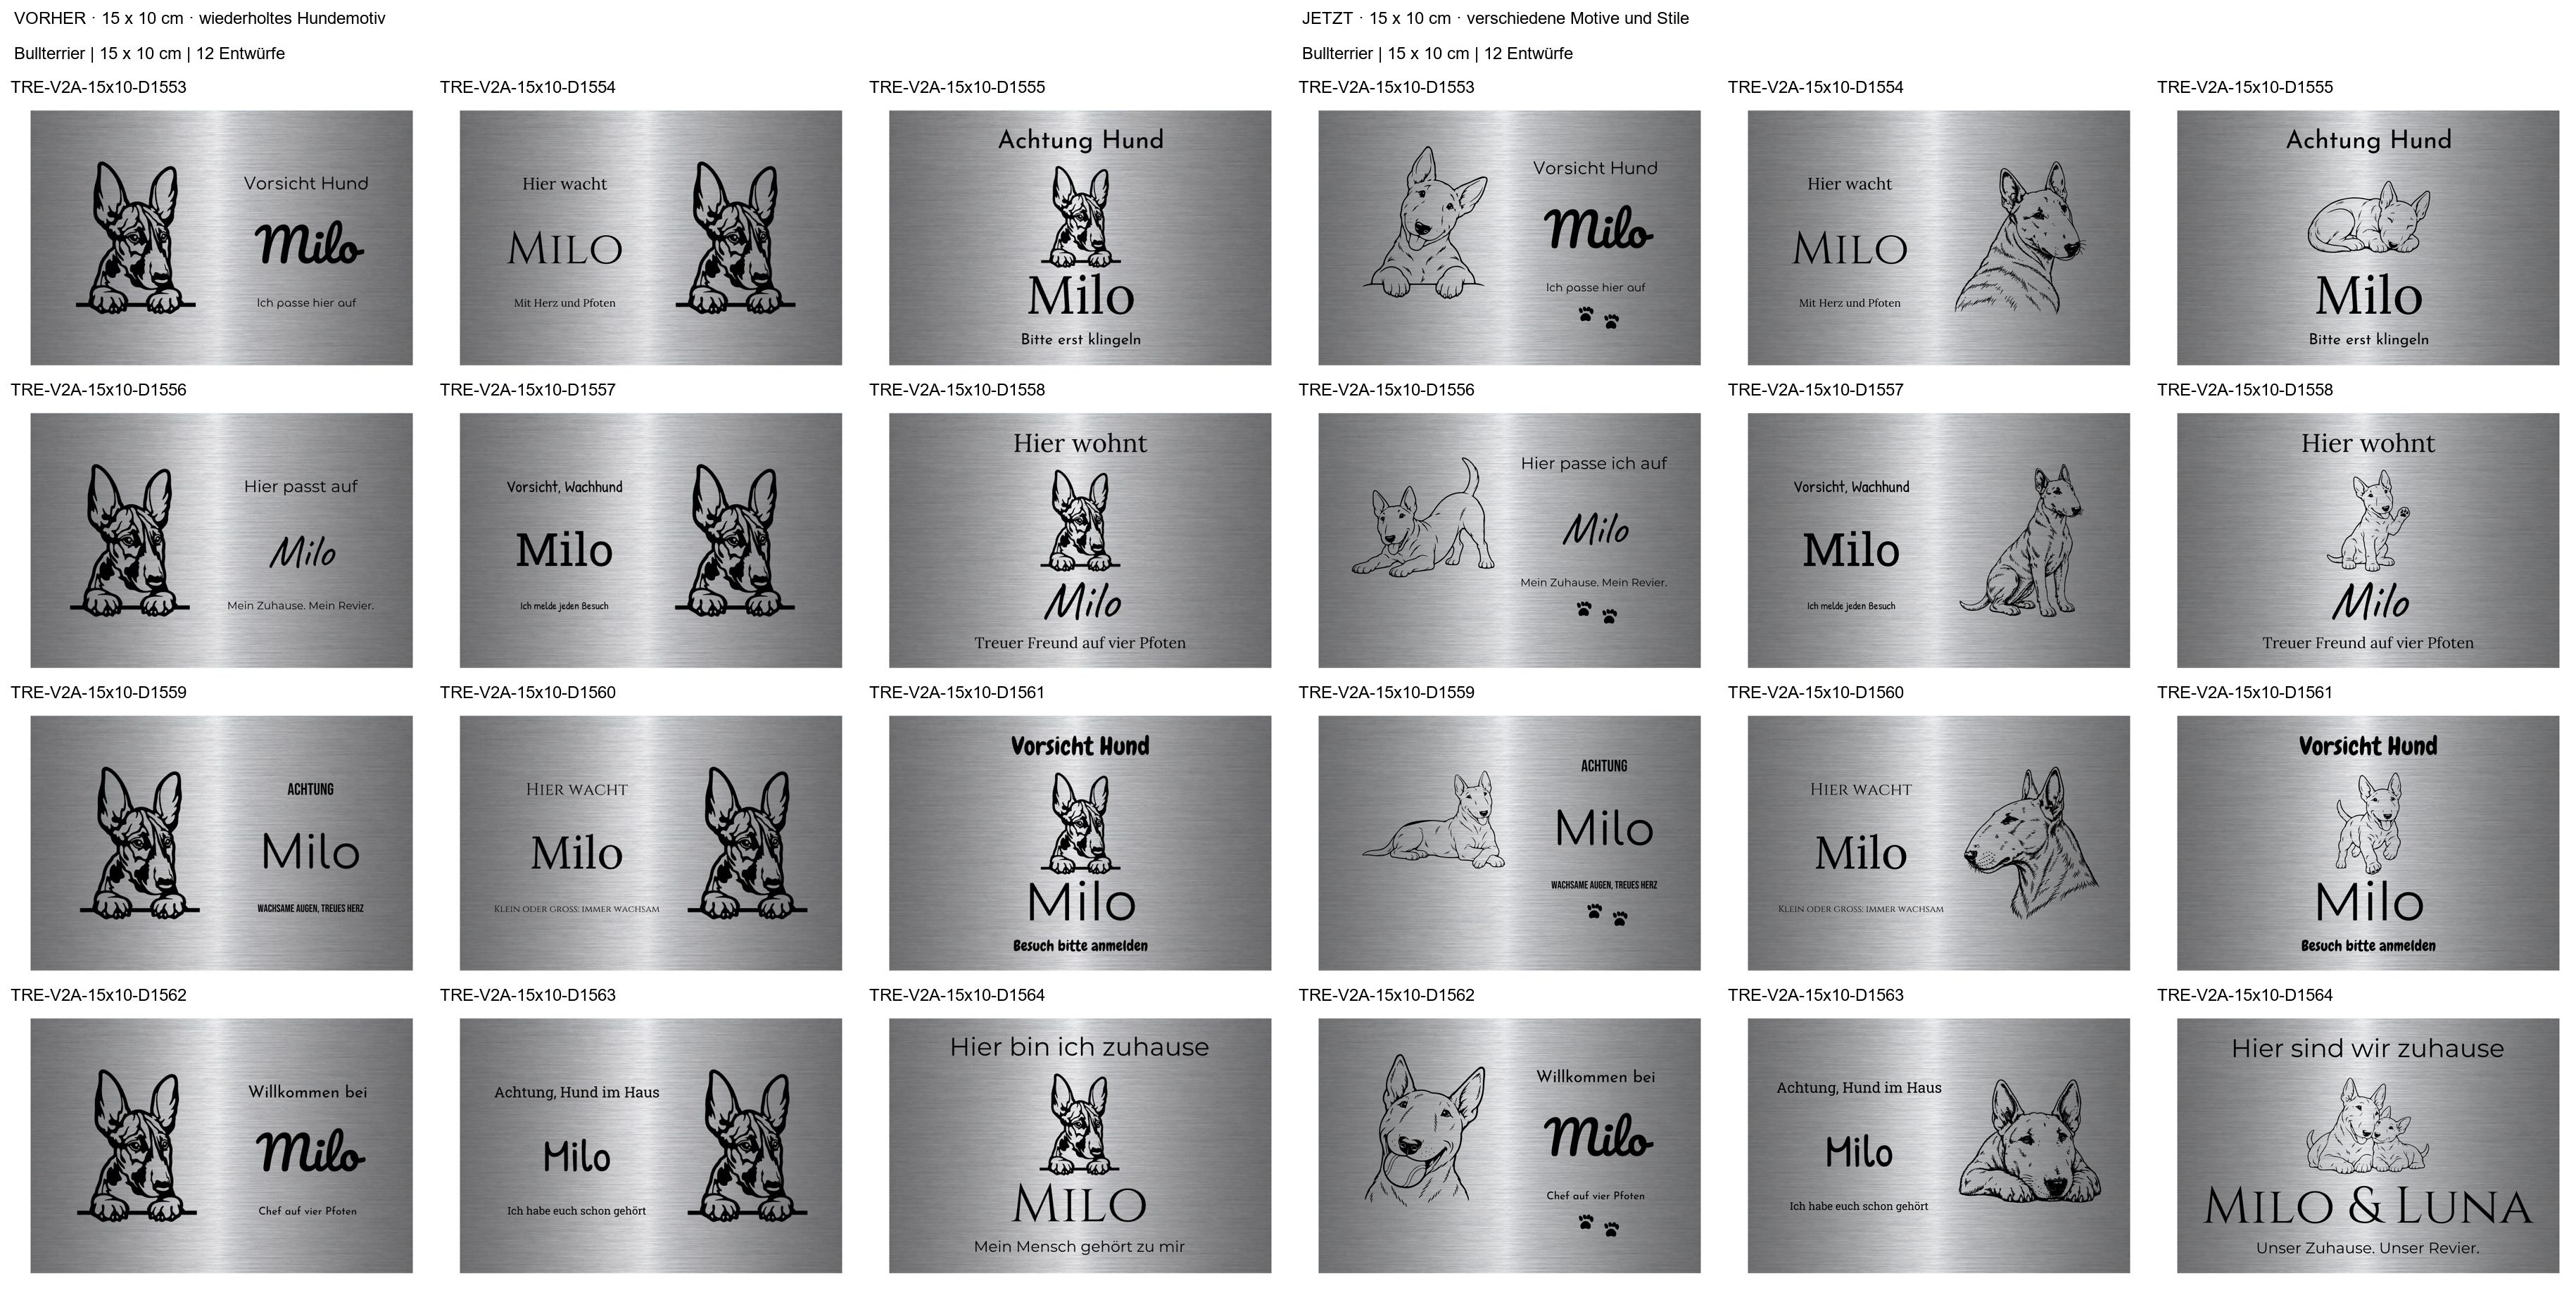 VORHER · 15 x 10 cm · wiederholtes Hundemotiv
Bullterrier | 15 x 10 cm | 12 Entwürfe
TRE-V2A-15x10-D1553
Vorsicht Hund
Milo
Ich passe hier auf
TRE-V2A-15x10-D1554
Hier wacht
MILO
Mit Herz und Pfoten
TRE-V2A-15x10-D1555
Achtung Hund
Milo
Bitte erst klingeln
TRE-V2A-15x10-D1556
Hier passt auf
Milo
Mein Zuhause. Mein Revier.
TRE-V2A-15x10-D1557
Vorsicht, Wachhund
Milo
Ich melde jeden Besuch
TRE-V2A-15x10-D1558
Hier wohnt
Milo
Treuer Freund auf vier Pfoten
TRE-V2A-15x10-D1559
ACHTUNG
Milo
WACHSAME AUGEN, TREUES HERZ
TRE-V2A-15x10-D1560
HIER WACHT
Milo
KLEIN ODER GROSS: IMMER WACHSAM
TRE-V2A-15x10-D1561
Vorsicht Hund
Milo
Besuch bitte anmelden
TRE-V2A-15x10-D1562
Willkommen bei
Milo
Chef auf vier Pfoten
TRE-V2A-15x10-D1563
Achtung, Hund im Haus
Milo
Ich habe euch schon gehört
TRE-V2A-15x10-D1564
Hier bin ich zuhause
MILO
Mein Mensch gehört zu mir
JETZT · 15 x 10 cm · verschiedene Motive und Stile
Bullterrier | 15 x 10 cm | 12 Entwürfe
TRE-V2A-15x10-D1553
Vorsicht Hund
Milo
Ich passe hier auf
TRE-V2A-15x10-D1554
Hier wacht
MILO
Mit Herz und Pfoten
TRE-V2A-15x10-D1555
Achtung Hund
Milo
Bitte erst klingeln
TRE-V2A-15x10-D1556
Hier passe ich auf
Milo
Mein Zuhause. Mein Revier.
TRE-V2A-15x10-D1557
Vorsicht, Wachhund
Milo
Ich melde jeden Besuch
TRE-V2A-15x10-D1558
Hier wohnt
Milo
Treuer Freund auf vier Pfoten
TRE-V2A-15x10-D1559
ACHTUNG
Milo
WACHSAME AUGEN, TREUES HERZ
TRE-V2A-15x10-D1560
HIER WACHT
Milo
KLEIN ODER GROSS: IMMER WACHSAM
TRE-V2A-15x10-D1561
Vorsicht Hund
Milo
Besuch bitte anmelden
TRE-V2A-15x10-D1562
Willkommen bei
Milo
Chef auf vier Pfoten
TRE-V2A-15x10-D1563
Achtung, Hund im Haus
Milo
Ich habe euch schon gehört
TRE-V2A-15x10-D1564
Hier sind wir zuhause
MILO & LUNA
Unser Zuhause. Unser Revier.